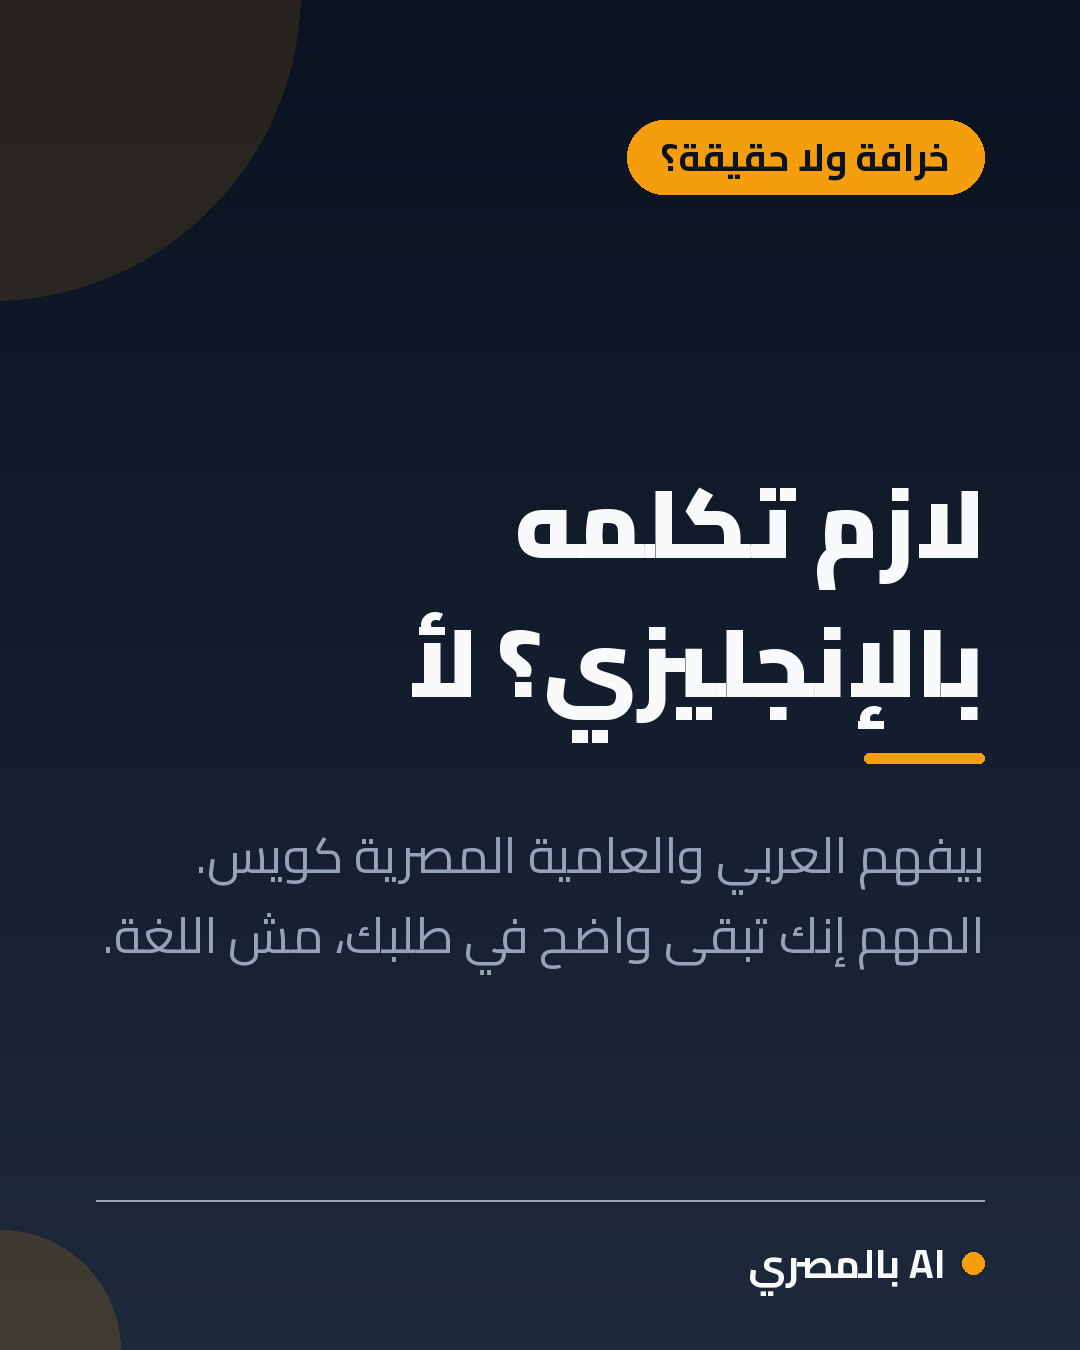 خرافة ولا حقيقة؟
لازم تكلمه
بالإنجليزي؟ لأ
بيفهم العربي والعامية المصرية كويس.
المهم إنك تبقى واضح في طلبك، مش اللغة.
AI بالمصري